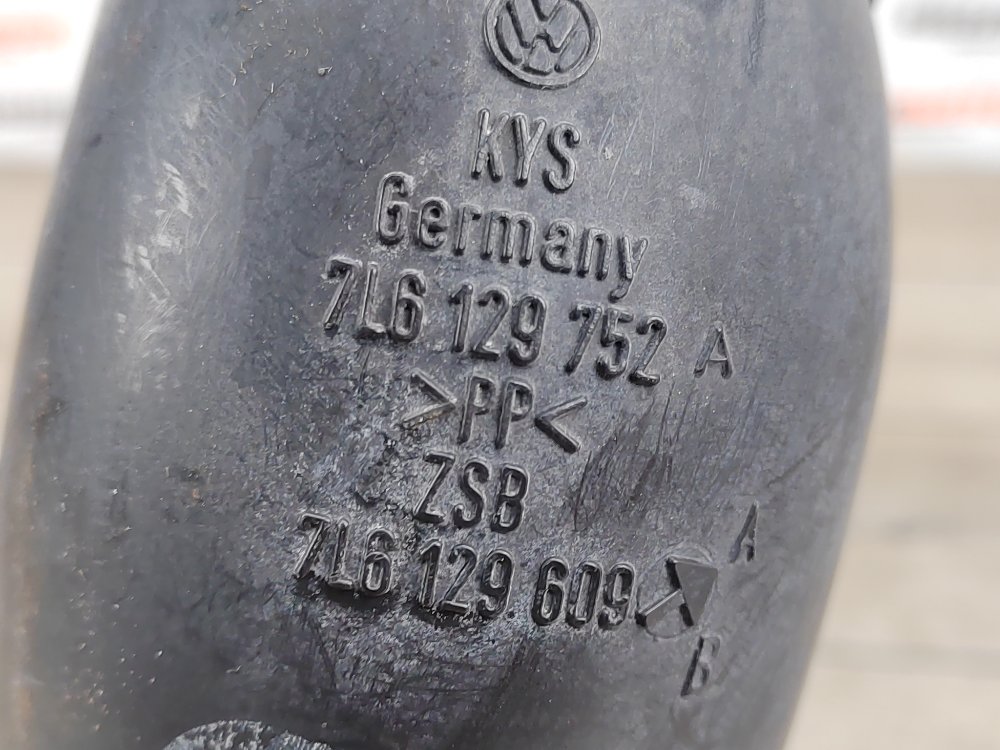 KYS
Germany
7L6 129 752 A
>PP<
ZSB
7L6 129 609
A
B